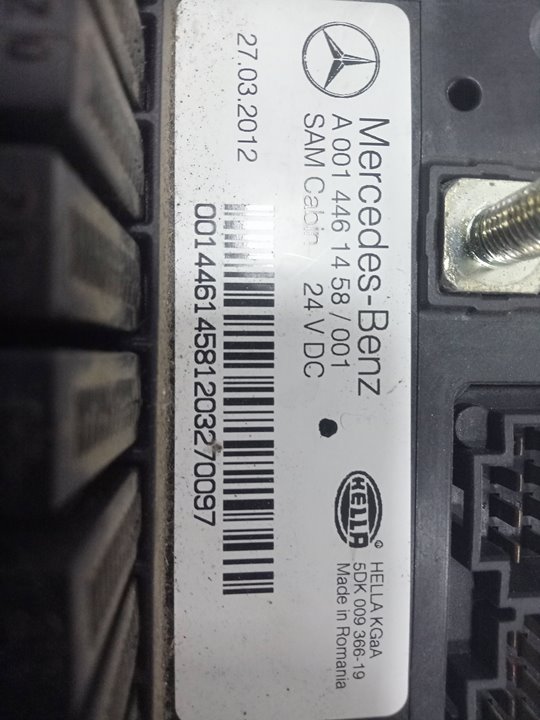 Mercedes-Benz
A 001 446 14 58 / 001
SAM Cabin 24 V DC
27.03.2012
00144614581203270097
HELLA
HELLA KGaA
5DK 009 366-19
Made in Romania